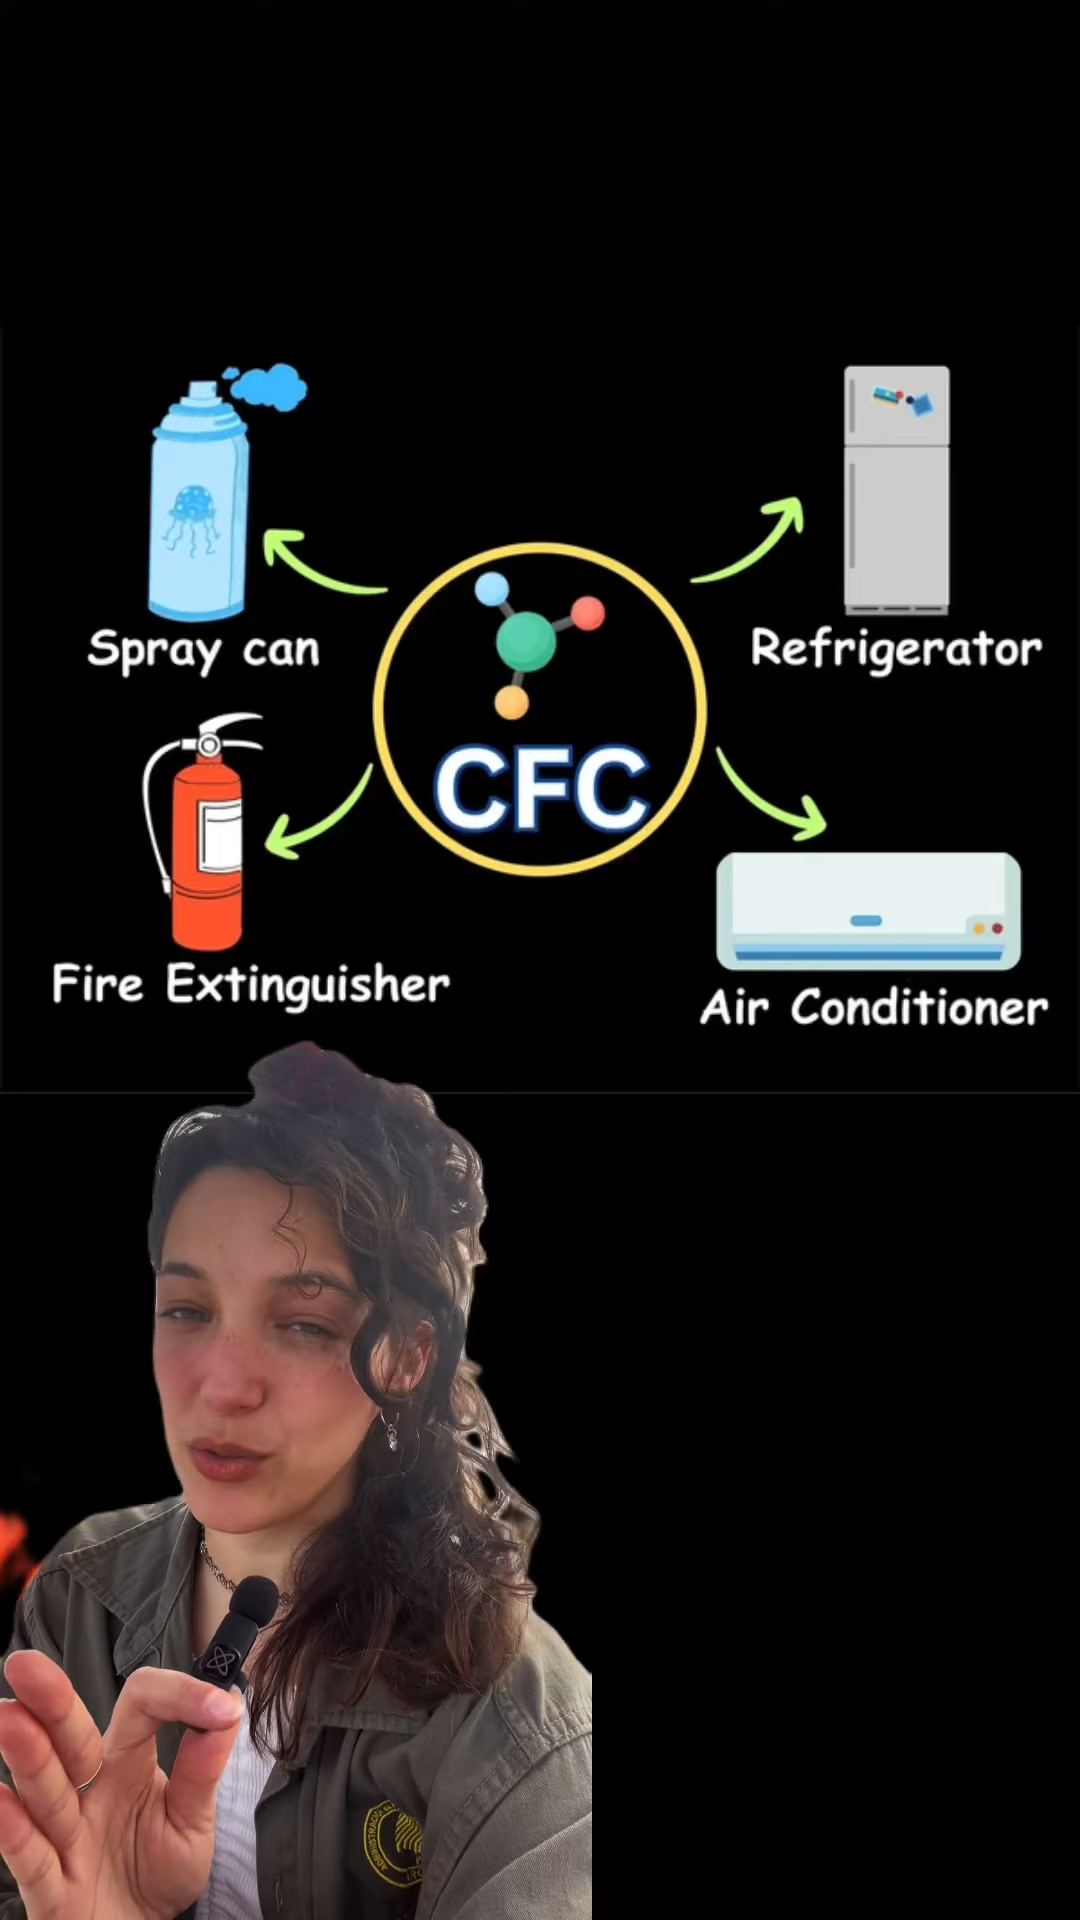 Spray can
Refrigerator
CFC
Fire Extinguisher
Air Conditioner